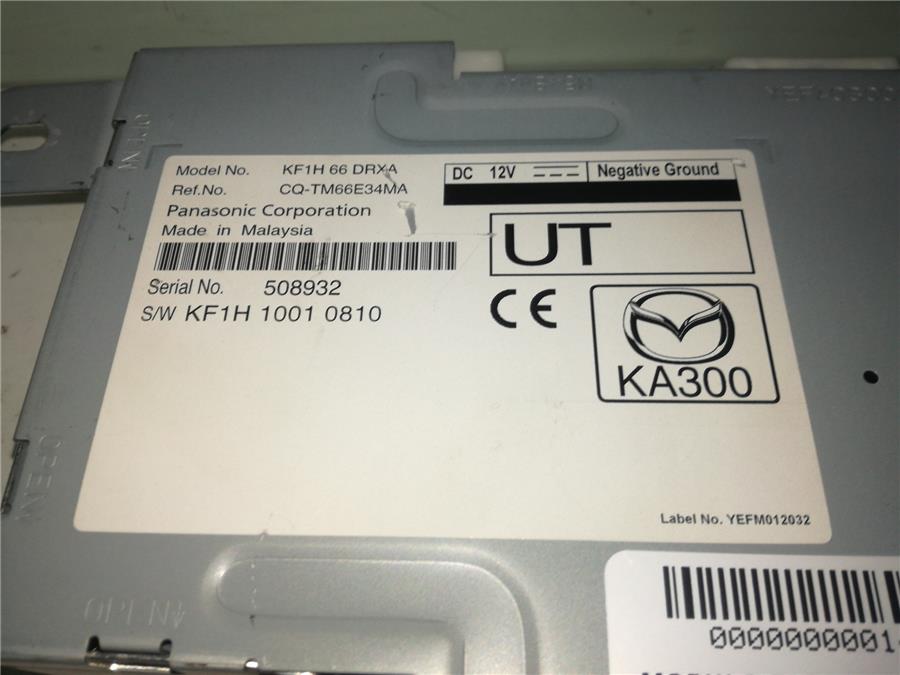 OPEN
Model No. KF1H 66 DRXA
Ref.No. CQ-TM66E34MA
Panasonic Corporation
Made in Malaysia
DC 12V
Negative Ground
UT
Serial No. 508932
S/W KF1H 1001 0810
CE
KA300
Label No. YEFM012032
OPEN
OPEN